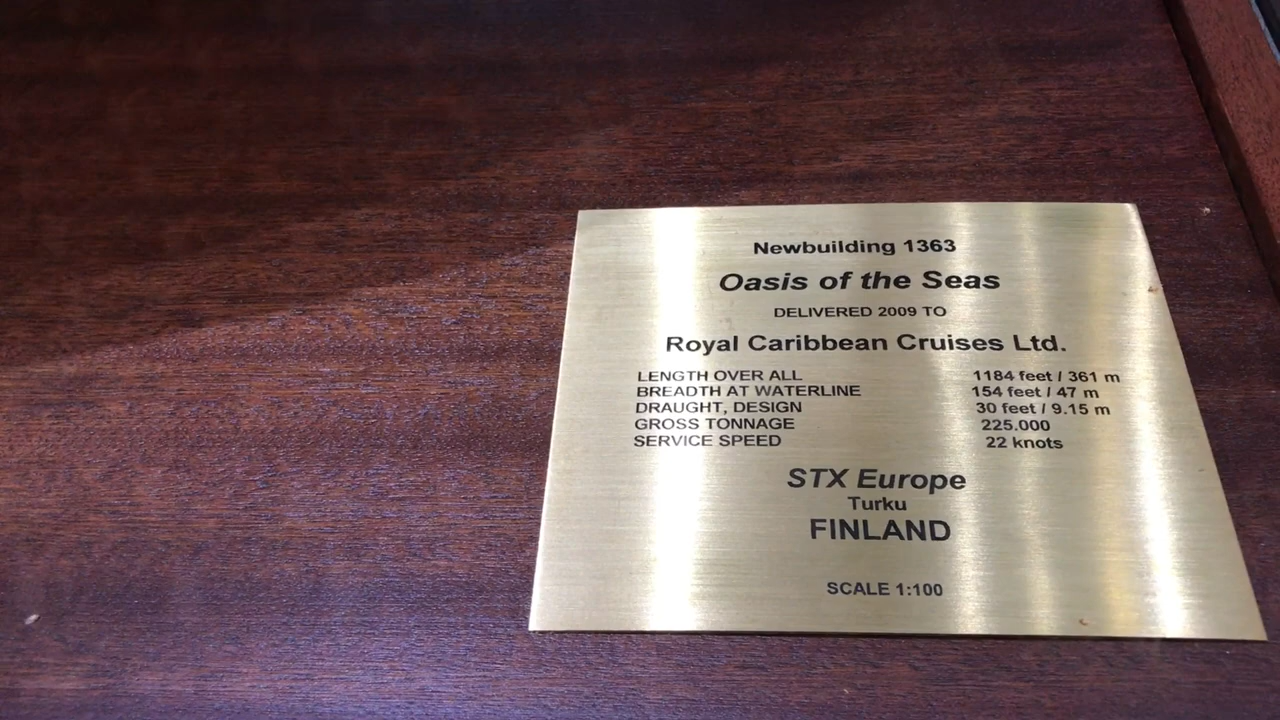 Newbuilding 1363
Oasis of the Seas
DELIVERED 2009 TO
Royal Caribbean Cruises Ltd.
LENGTH OVER ALL 1184 feet / 361 m
BREADTH AT WATERLINE 154 feet / 47 m
DRAUGHT, DESIGN 30 feet / 9.15 m
GROSS TONNAGE 225.000
SERVICE SPEED 22 knots
STX Europe
Turku
FINLAND
SCALE 1:100